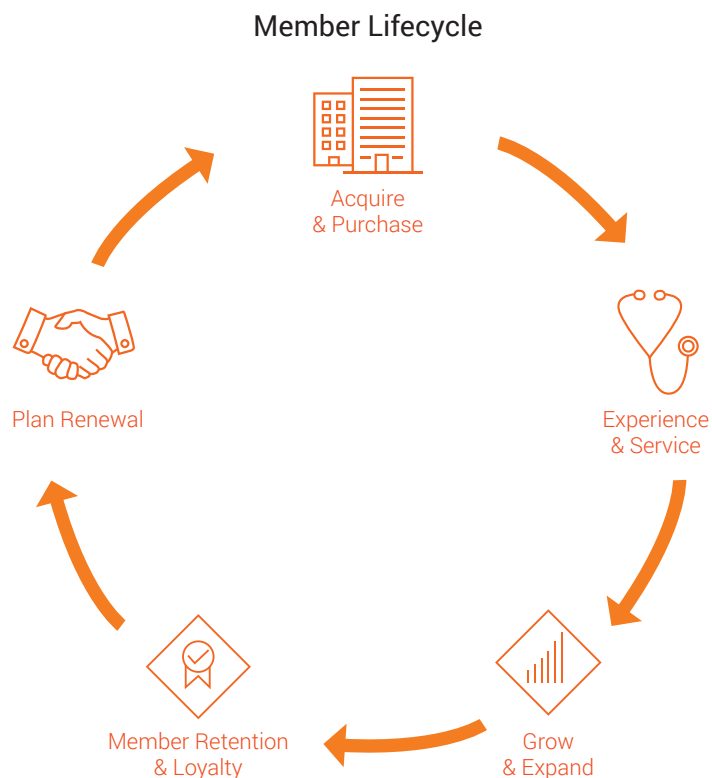 Member Lifecycle
Acquire
& Purchase
Experience
& Service
Grow
& Expand
Member Retention
& Loyalty
Plan Renewal